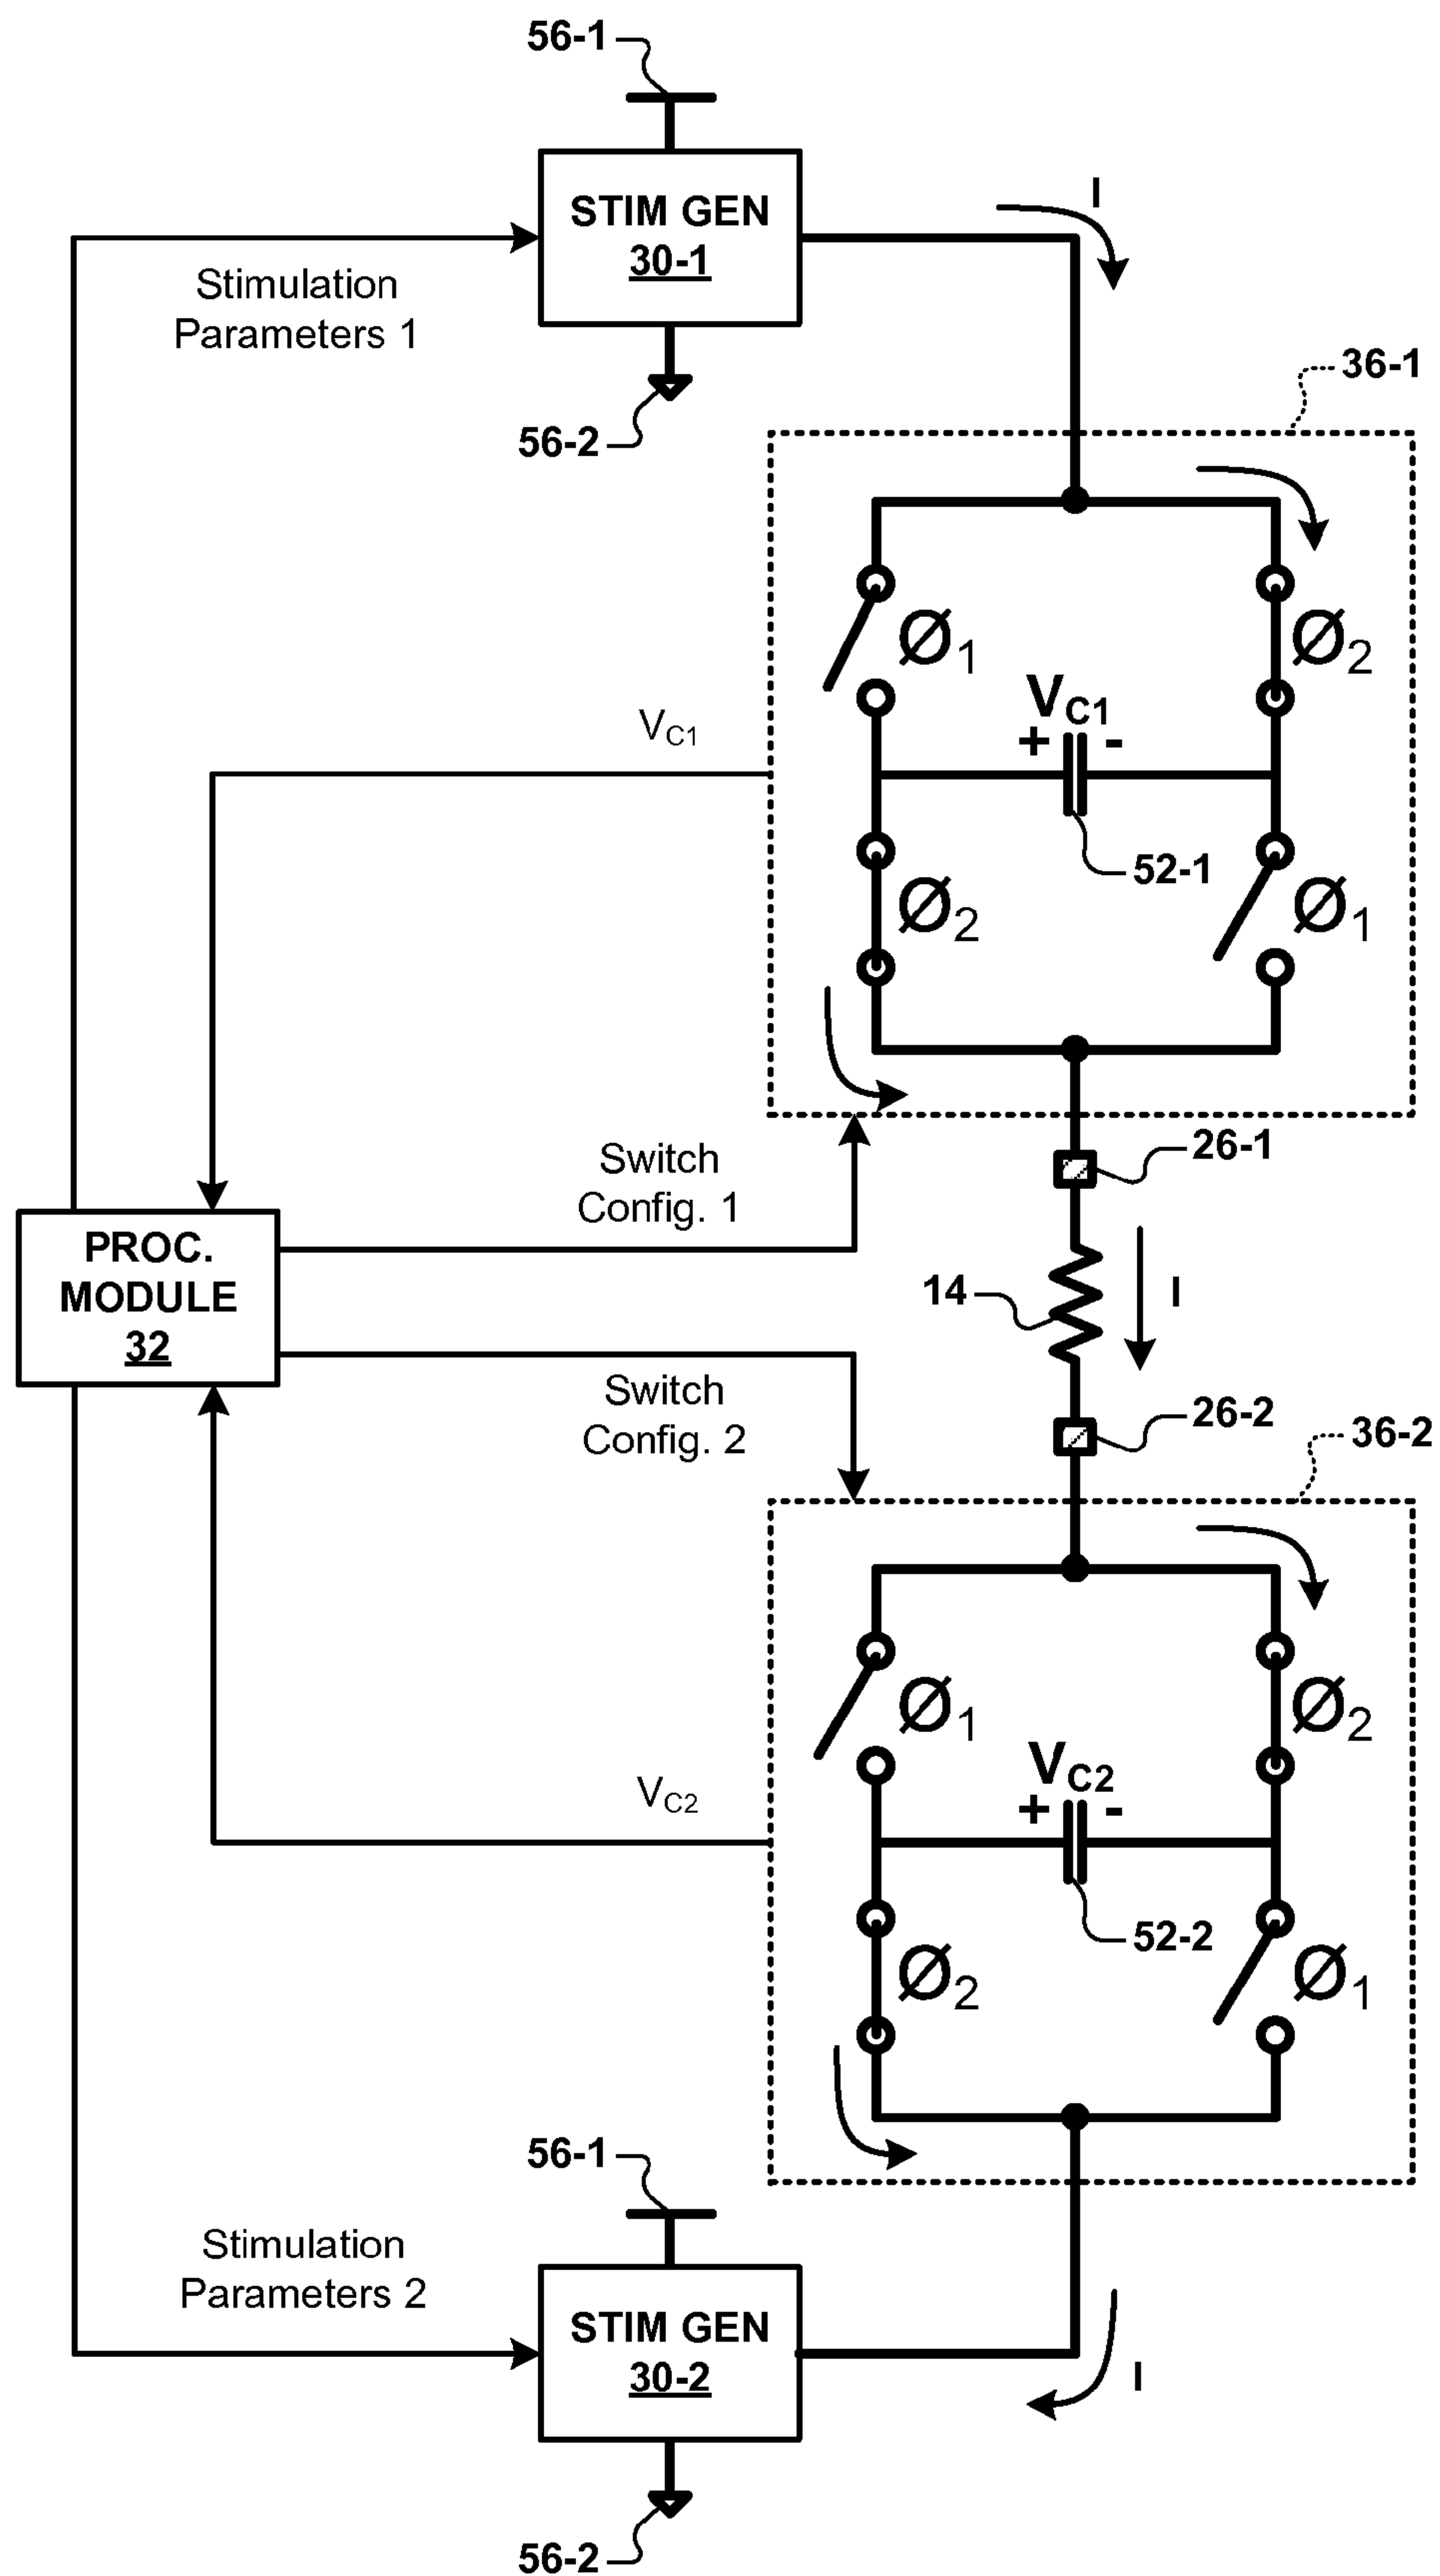 56-1
STIM GEN
30-1
I
Stimulation
Parameters 1
56-2
36-1
Ø1
Ø2
VC1
VC1
+ -
52-1
Ø2
Ø1
26-1
Switch
Config. 1
PROC.
MODULE
32
14
I
Switch
Config. 2
26-2
36-2
Ø1
Ø2
VC2
VC2
+ -
52-2
Ø2
Ø1
56-1
Stimulation
Parameters 2
STIM GEN
30-2
I
56-2